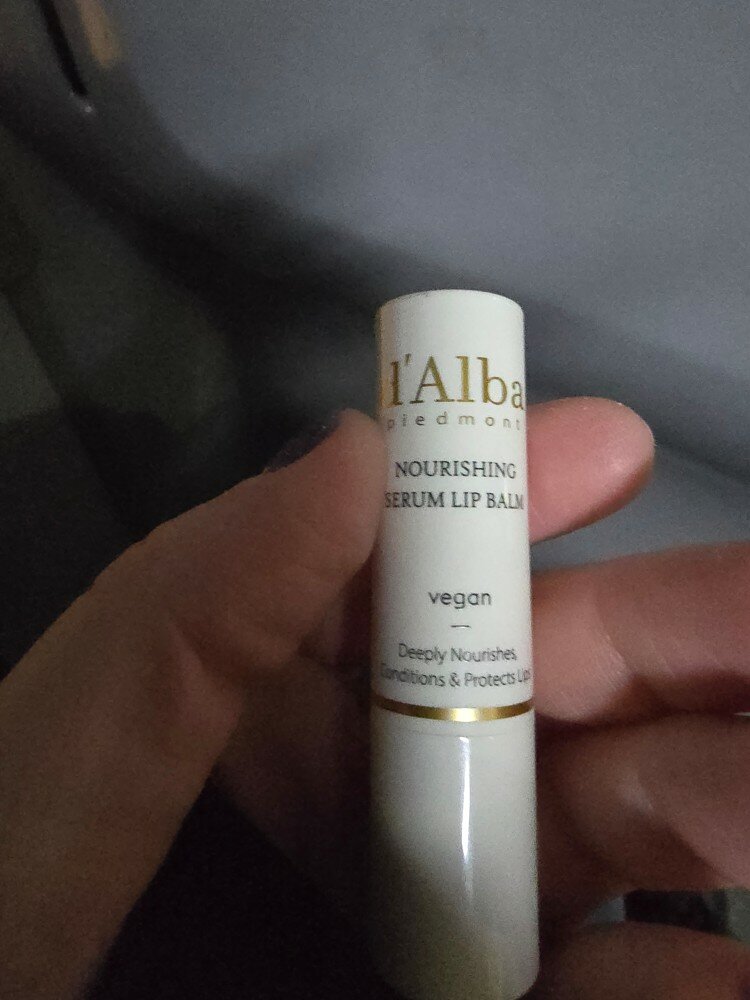 d'Alba
piedmont
NOURISHING
SERUM LIP BALM
vegan
Deeply Nourishes,
Conditions & Protects Lips